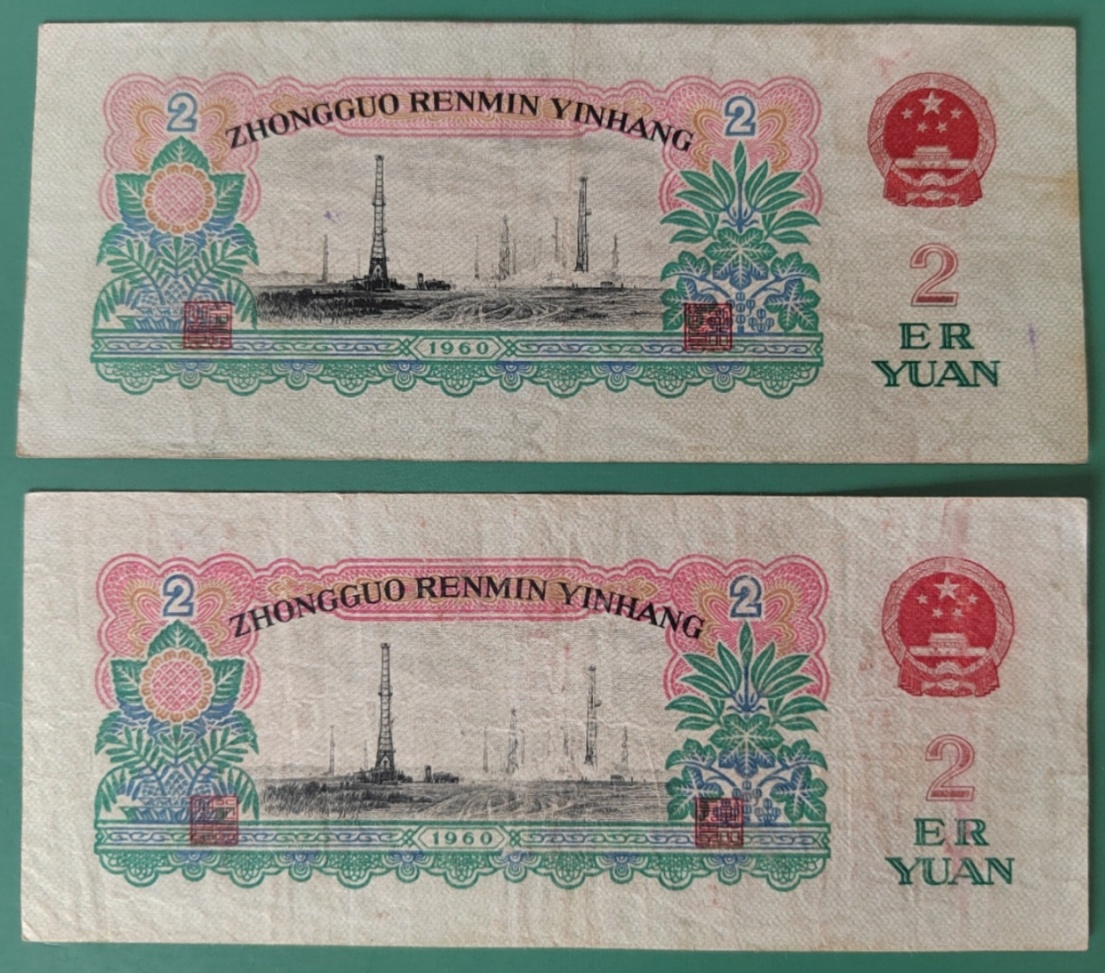 2 2
ZHONGGUO RENMIN YINHANG
2
ER
YUAN
1960
2 2
ZHONGGUO RENMIN YINHANG
2
ER
YUAN
1960